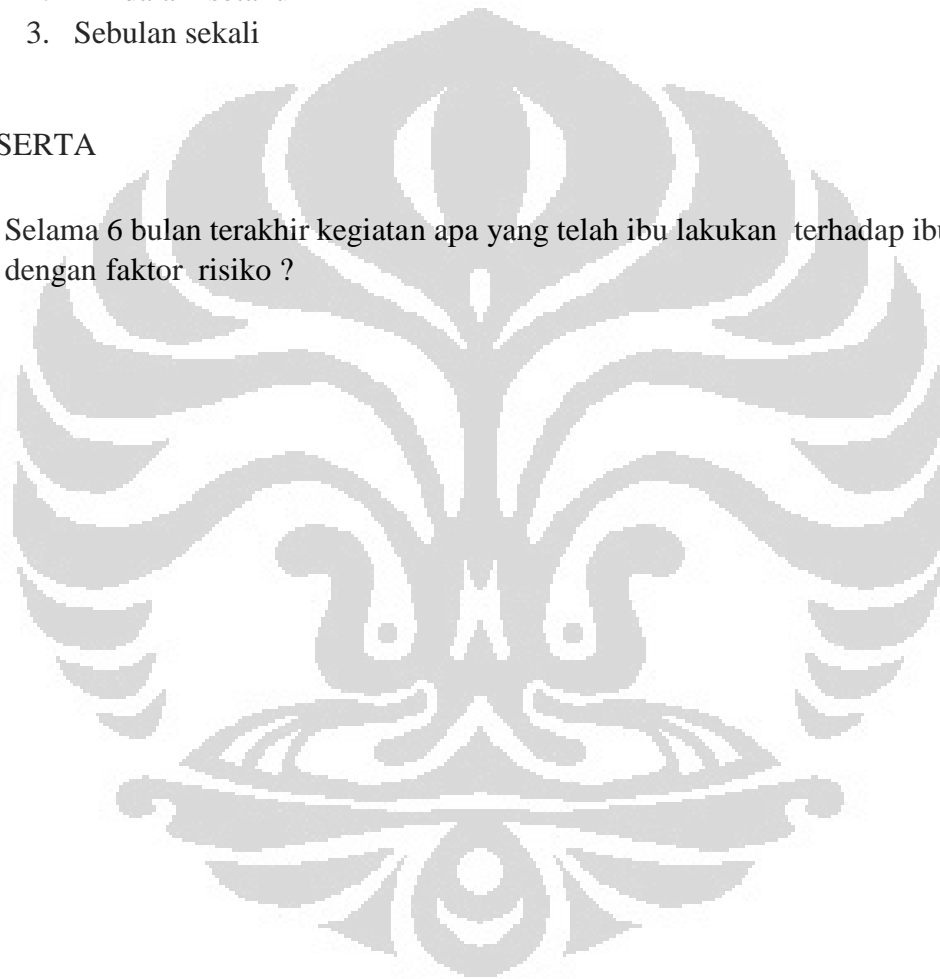 3. Sebulan sekali
SERTA
Selama 6 bulan terakhir kegiatan apa yang telah ibu lakukan terhadap ibu
dengan faktor risiko ?